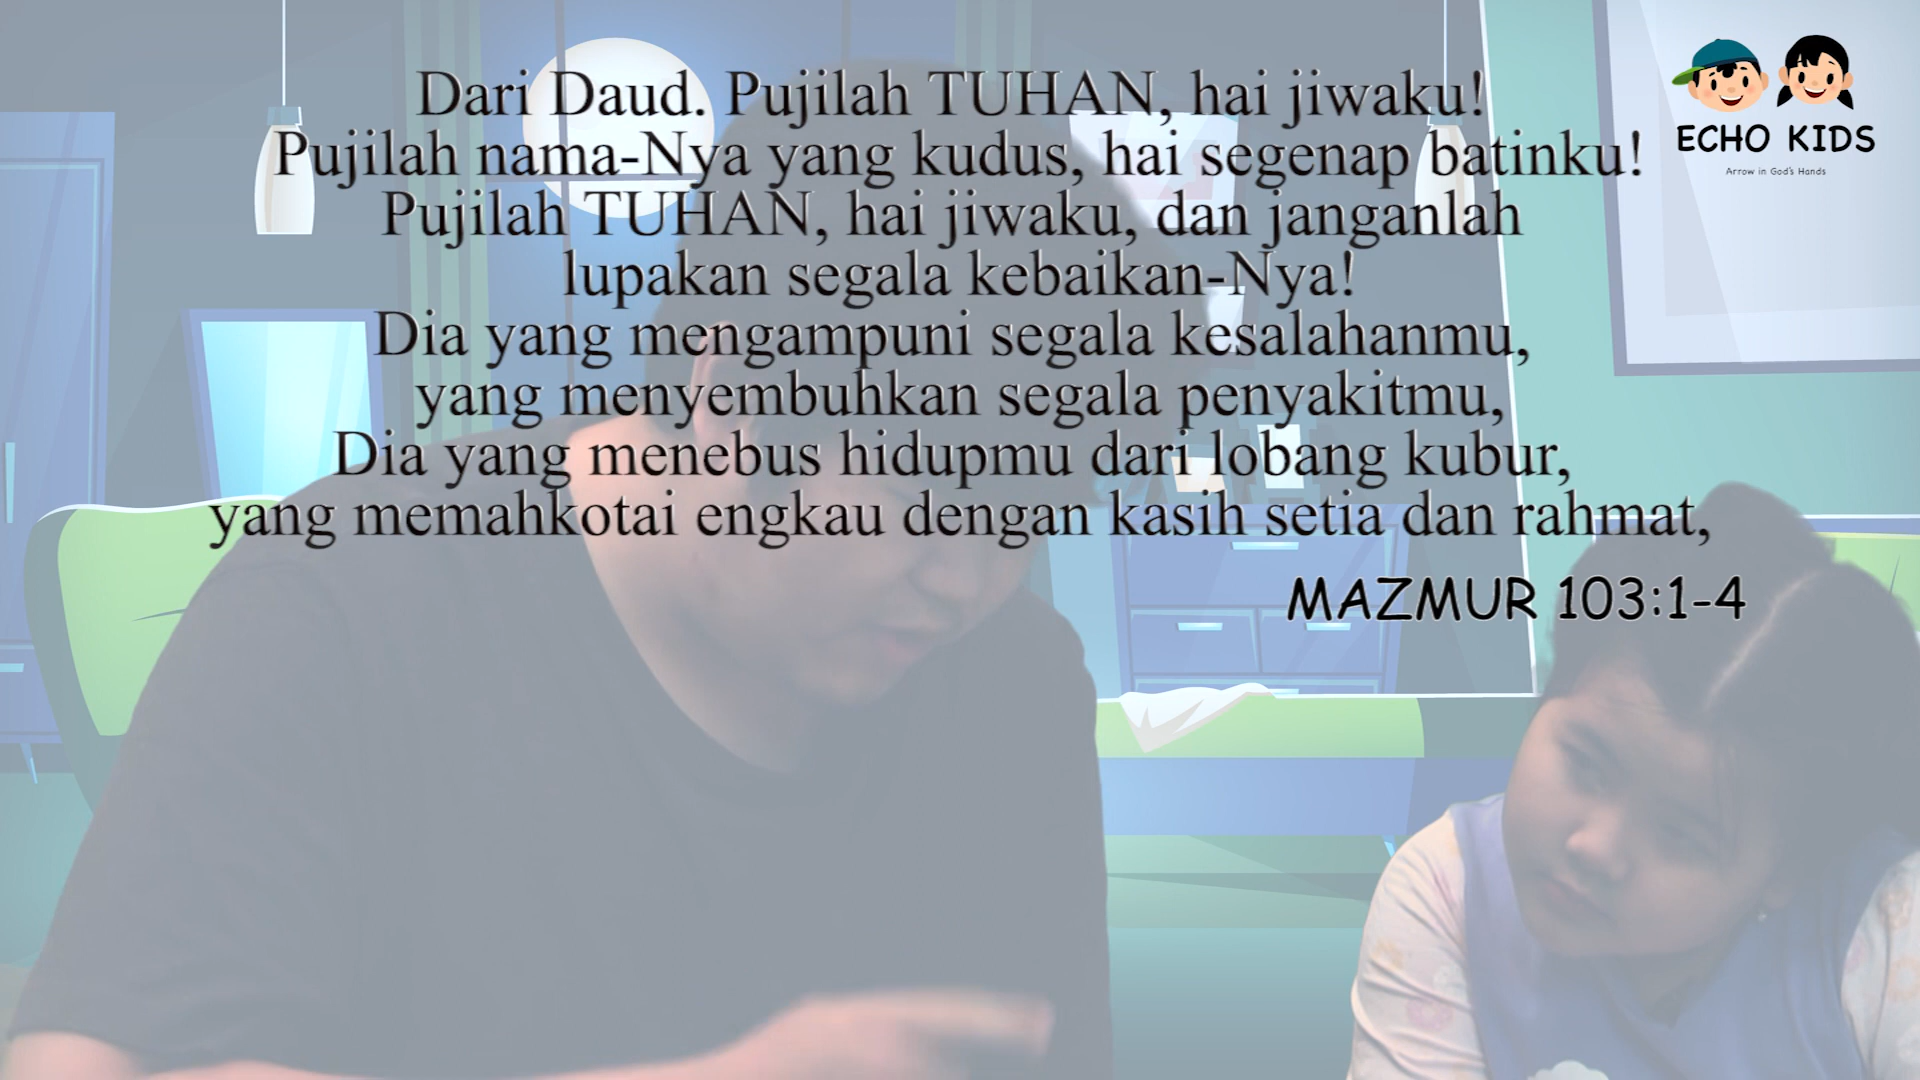 Dari Daud. Pujilah TUHAN, hai jiwaku!
Pujilah nama-Nya yang kudus, hai segenap batinku!
Pujilah TUHAN, hai jiwaku, dan janganlah
lupakan segala kebaikan-Nya!
Dia yang mengampuni segala kesalahanmu,
yang menyembuhkan segala penyakitmu,
Dia yang menebus hidupmu dari lobang kubur,
yang memahkotai engkau dengan kasih setia dan rahmat,
MAZMUR 103:1-4
ECHO KIDS
Arrow in God's Hands